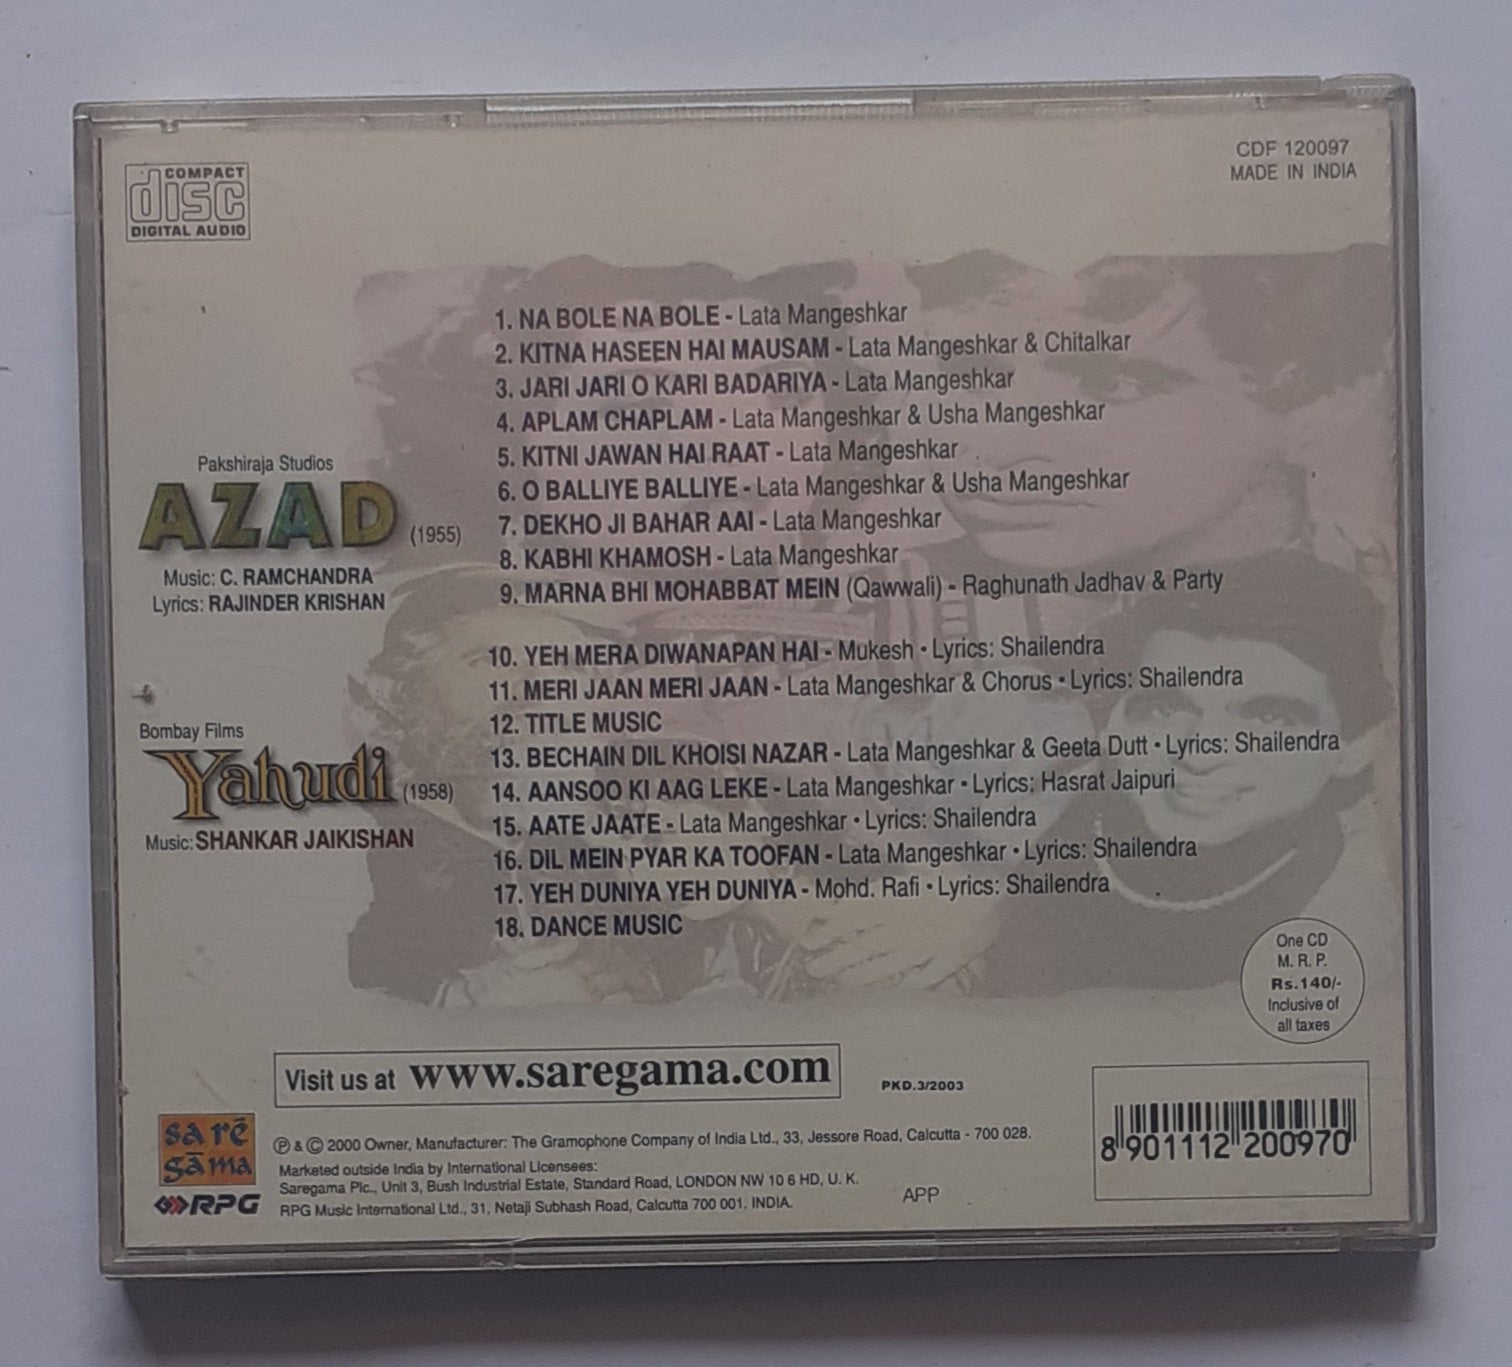 COMPACT
disc
DIGITAL AUDIO
CDF 120097
MADE IN INDIA
Pakshiraja Studios
AZAD (1955)
Music: C. RAMCHANDRA
Lyrics: RAJINDER KRISHAN
1. NA BOLE NA BOLE - Lata Mangeshkar
2. KITNA HASEEN HAI MAUSAM - Lata Mangeshkar & Chitalkar
3. JARI JARI O KARI BADARIYA - Lata Mangeshkar
4. APLAM CHAPLAM - Lata Mangeshkar & Usha Mangeshkar
5. KITNI JAWAN HAI RAAT - Lata Mangeshkar
6. O BALLIYE BALLIYE - Lata Mangeshkar & Usha Mangeshkar
7. DEKHO JI BAHAR AAI - Lata Mangeshkar
8. KABHI KHAMOSH - Lata Mangeshkar
9. MARNA BHI MOHABBAT MEIN (Qawwali) - Raghunath Jadhav & Party
Bombay Films
Yahudi (1958)
Music: SHANKAR JAIKISHAN
10. YEH MERA DIWANAPAN HAI - Mukesh • Lyrics: Shailendra
11. MERI JAAN MERI JAAN - Lata Mangeshkar & Chorus • Lyrics: Shailendra
12. TITLE MUSIC
13. BECHAIN DIL KHOISI NAZAR - Lata Mangeshkar & Geeta Dutt • Lyrics: Shailendra
14. AANSOO KI AAG LEKE - Lata Mangeshkar • Lyrics: Hasrat Jaipuri
15. AATE JAATE - Lata Mangeshkar • Lyrics: Shailendra
16. DIL MEIN PYAR KA TOOFAN - Lata Mangeshkar • Lyrics: Shailendra
17. YEH DUNIYA YEH DUNIYA - Mohd. Rafi • Lyrics: Shailendra
18. DANCE MUSIC
One CD
M. R. P.
Rs.140/-
Inclusive of
all taxes
Visit us at www.saregama.com
PKD.3/2003
sa rē
gāma
RPG
Ⓟ & © 2000 Owner, Manufacturer: The Gramophone Company of India Ltd., 33, Jessore Road, Calcutta - 700 028.
Marketed outside India by International Licensees:
Saregama Plc., Unit 3, Bush Industrial Estate, Standard Road, LONDON NW 10 6 HD, U. K.
RPG Music International Ltd., 31, Netaji Subhash Road, Calcutta 700 001. INDIA.
APP
8 901112 200970